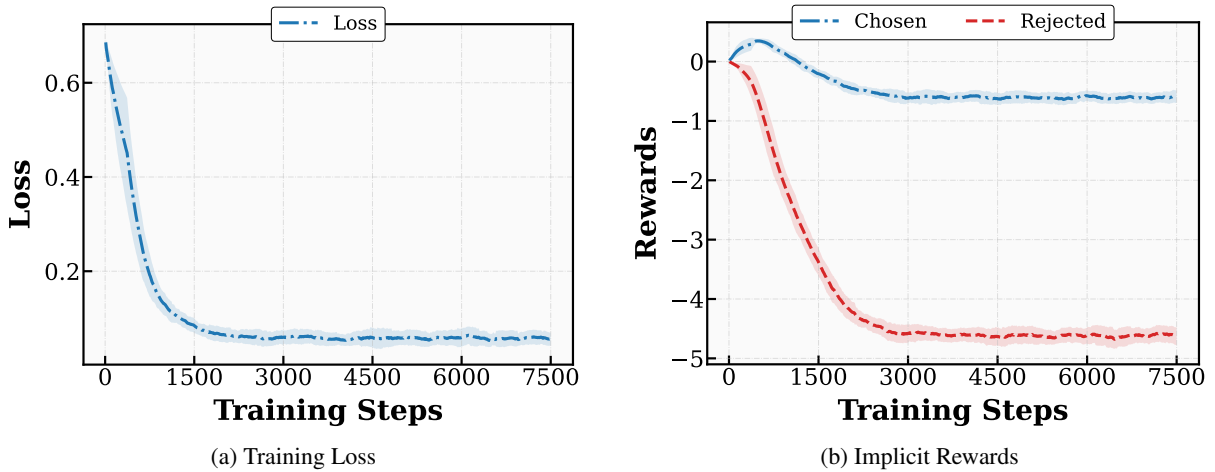 Loss
0.6
0.4
0.2
Loss
0
1500
3000
4500
6000
7500
Training Steps
(a) Training Loss
Chosen
Rejected
0
−1
−2
−3
−4
−5
Rewards
0
1500
3000
4500
6000
7500
Training Steps
(b) Implicit Rewards